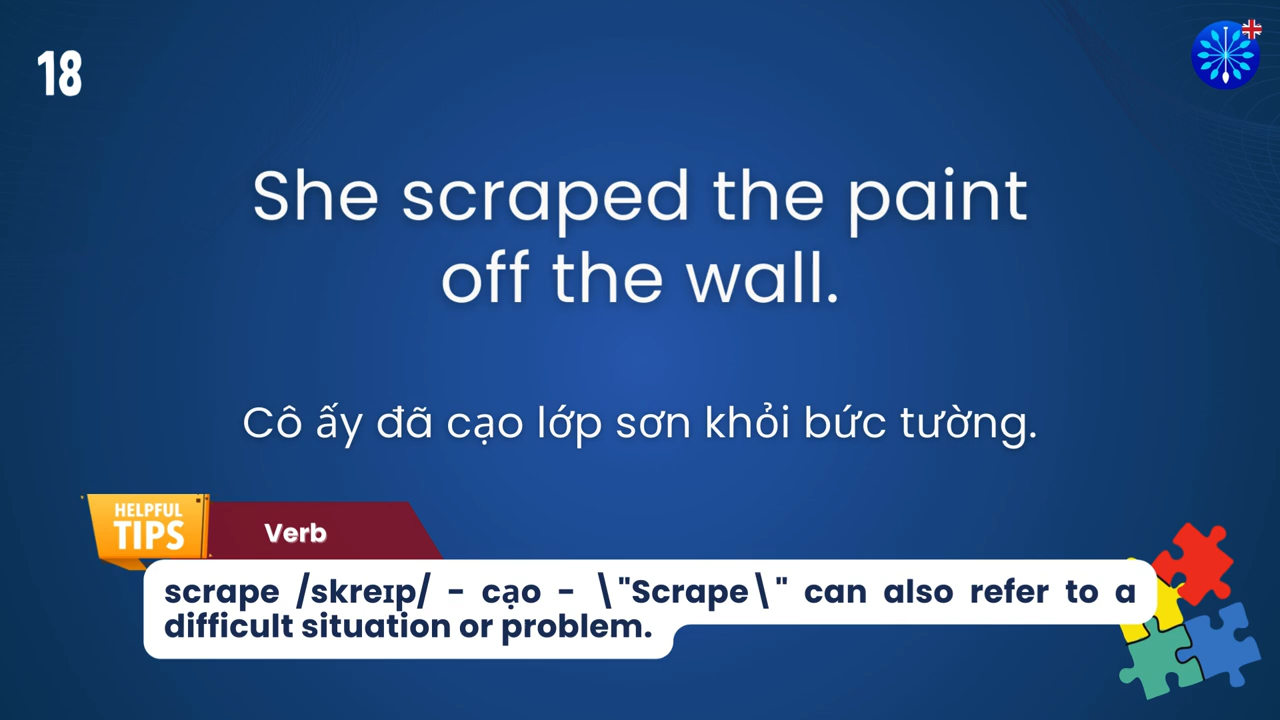 18
She scraped the paint
off the wall.
Cô ấy đã cạo lớp sơn khỏi bức tường.
HELPFUL
TIPS
Verb
scrape /skreɪp/ - cạo - \"Scrape\" can also refer to a
difficult situation or problem.